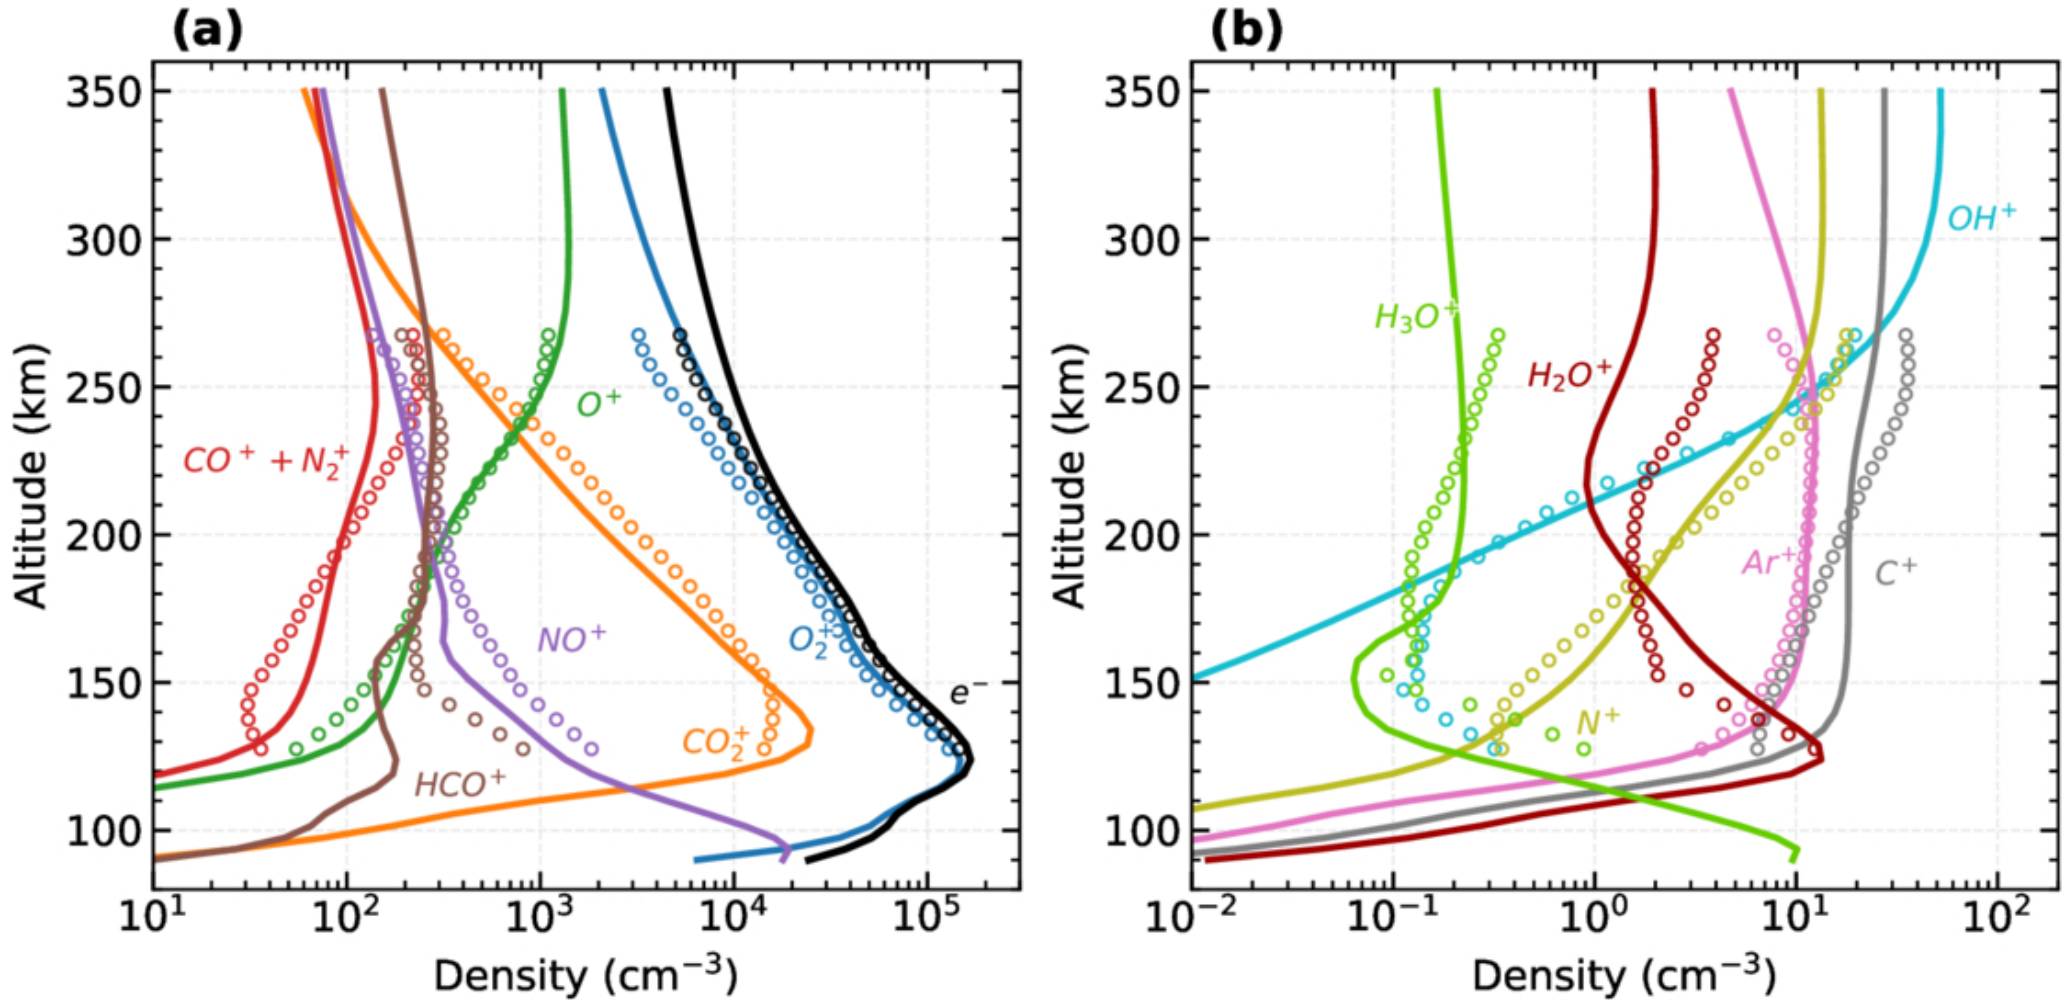 (a)
350
300
250
200
150
100
Altitude (km)
CO⁺ + N₂⁺
O⁺
NO⁺
O₂⁺
e⁻
CO₂⁺
HCO⁺
10¹ 10² 10³ 10⁴ 10⁵
Density (cm⁻³)
(b)
350
300
250
200
150
100
Altitude (km)
OH⁺
H₃O⁺
H₂O⁺
Ar⁺
C⁺
N⁺
10⁻² 10⁻¹ 10⁰ 10¹ 10²
Density (cm⁻³)